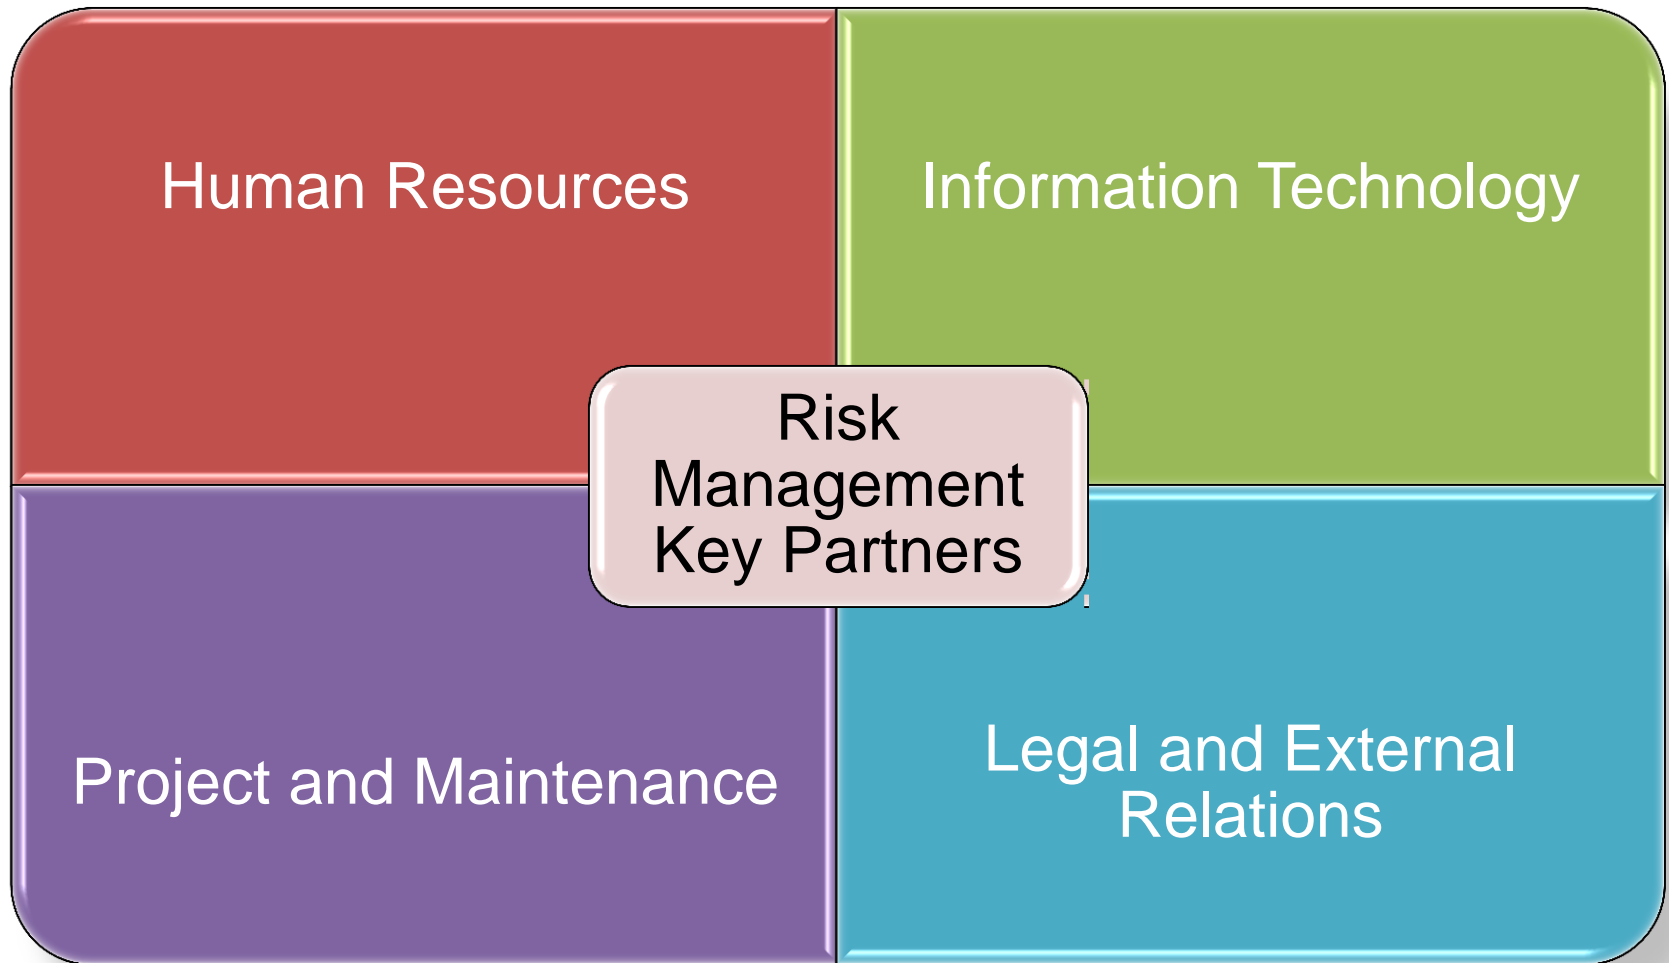 Human Resources
Information Technology
Risk
Management
Key Partners
Project and Maintenance
Legal and External
Relations